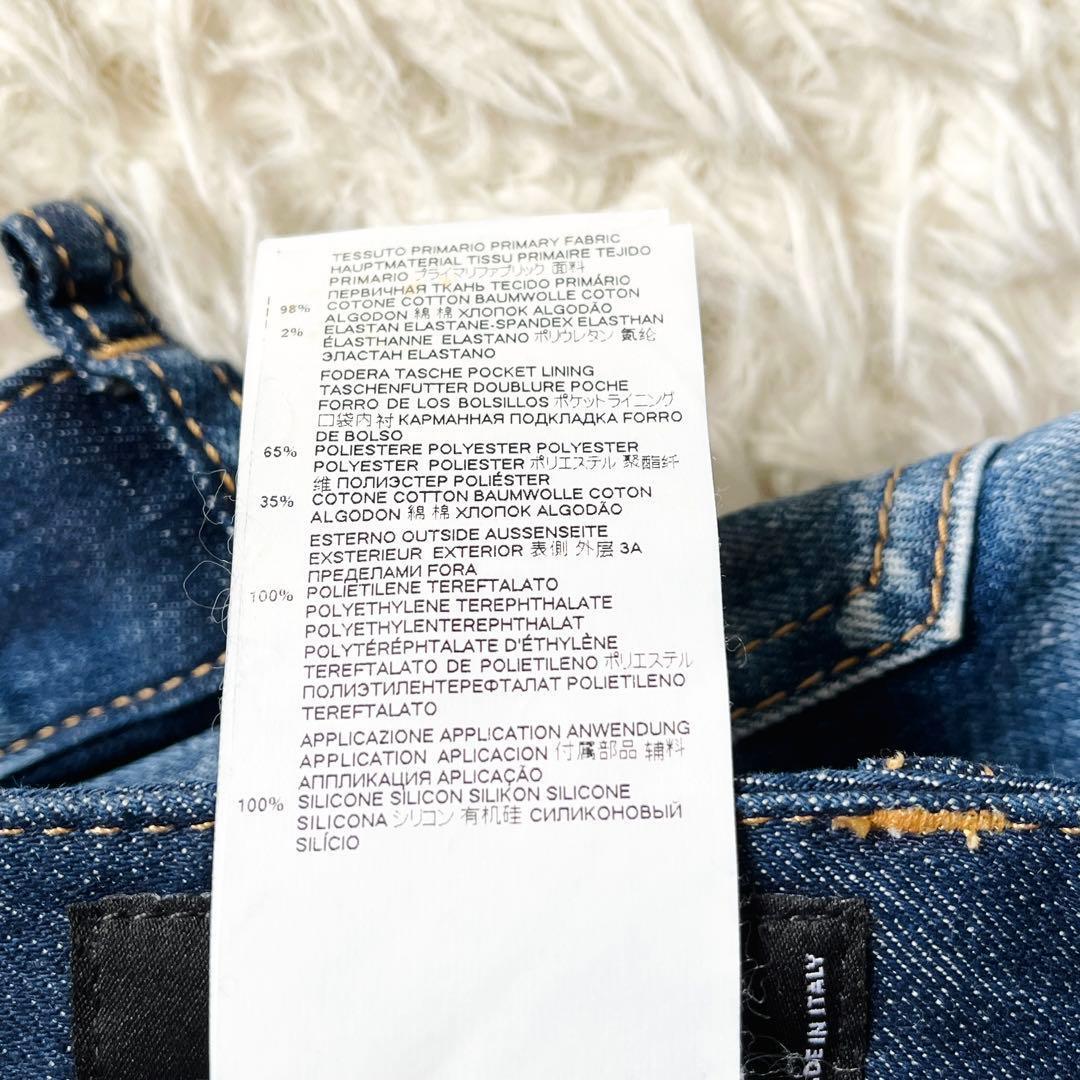 TESSUTO PRIMARIO PRIMARY FABRIC
HAUPTMATERIAL TISSU PRIMAIRE TEJIDO
PRIMARIO プライマリファブリック 面料
ПЕРВИЧНАЯ ТКАНЬ TECIDO PRIMÁRIO
98% COTONE COTTON BAUMWOLLE COTON
ALGODON 綿 棉 ХЛОПОК ALGODÃO
2% ELASTAN ELASTANE-SPANDEX ELASTHAN
ÉLASTHANNE ELASTANO ポリウレタン 氨纶
ЭЛАСТАН ELASTANO
FODERA TASCHE POCKET LINING
TASCHENFUTTER DOUBLURE POCHE
FORRO DE LOS BOLSILLOS ポケットライニング
口袋内 衬 КАРМАННАЯ ПОДКЛАДКА FORRO
DE BOLSO
65% POLIESTERE POLYESTER POLYESTER
POLYESTER POLIESTER ポリエステル 聚酯纤
维 ПОЛИЭСТЕР POLIÉSTER
35% COTONE COTTON BAUMWOLLE COTON
ALGODON 綿 棉 ХЛОПОК ALGODÃO
ESTERNO OUTSIDE AUSSENSEITE
EXSTERIEUR EXTERIOR 表側 外层 ЗА
ПРЕДЕЛАМИ FORA
100% POLIETILENE TEREFTALATO
POLYETHYLENE TEREPHTHALATE
POLYETHYLENTEREPHTHALAT
POLYTÉRÉPHTALATE D'ÉTHYLÈNE
TEREFTALATO DE POLIETILENO ポリエステル
ПОЛИЭТИЛЕНТЕРЕФТАЛАТ POLIETILENO
TEREFTALATO
APPLICAZIONE APPLICATION ANWENDUNG
APPLICATION APLICACION 付属部品 辅料
АППЛИКАЦИЯ APLICAÇÃO
100% SILICONE SILICON SILIKON SILICONE
SILICONA シリコン 有机硅 СИЛИКОНОВЫЙ
SILÍCIO
DE IN ITALY